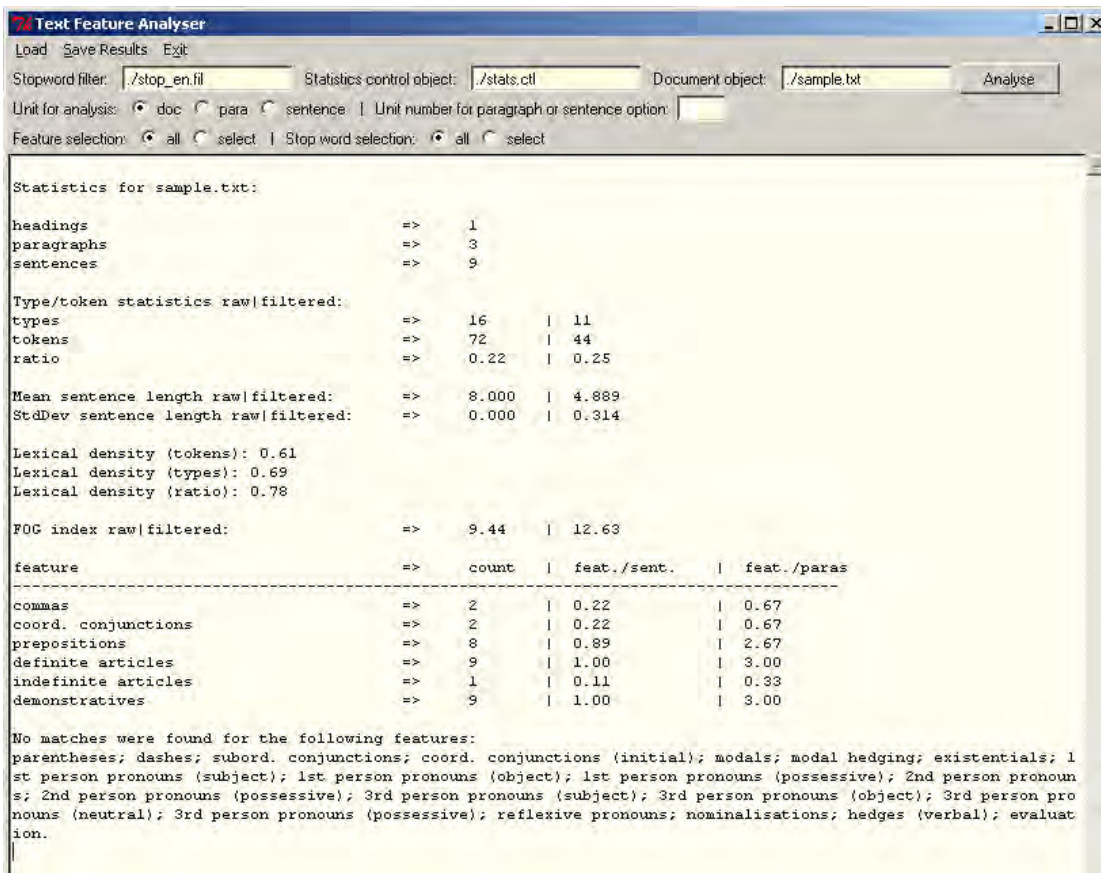 Text Feature Analyser
Load Save Results Exit
Stopword filter: ./stop_en.fil Statistics control object: ./stats.ctl Document object: ./sample.txt Analyse
Unit for analysis: doc para sentence | Unit number for paragraph or sentence option:
Feature selection: all select | Stop word selection: all select
Statistics for sample.txt:
headings => 1
paragraphs => 3
sentences => 9
Type/token statistics raw|filtered:
types => 16 | 11
tokens => 72 | 44
ratio => 0.22 | 0.25
Mean sentence length raw|filtered: => 8.000 | 4.889
StdDev sentence length raw|filtered: => 0.000 | 0.314
Lexical density (tokens): 0.61
Lexical density (types): 0.69
Lexical density (ratio): 0.78
FOG index raw|filtered: => 9.44 | 12.63
feature => count | feat./sent. | feat./paras
--------------------------------------------------------------------------------
commas => 2 | 0.22 | 0.67
coord. conjunctions => 2 | 0.22 | 0.67
prepositions => 8 | 0.89 | 2.67
definite articles => 9 | 1.00 | 3.00
indefinite articles => 1 | 0.11 | 0.33
demonstratives => 9 | 1.00 | 3.00
No matches were found for the following features:
parentheses; dashes; subord. conjunctions; coord. conjunctions (initial); modals; modal hedging; existentials; 1
st person pronouns (subject); 1st person pronouns (object); 1st person pronouns (possessive); 2nd person pronoun
s; 2nd person pronouns (possessive); 3rd person pronouns (subject); 3rd person pronouns (object); 3rd person pro
nouns (neutral); 3rd person pronouns (possessive); reflexive pronouns; nominalisations; hedges (verbal); evaluat
ion.